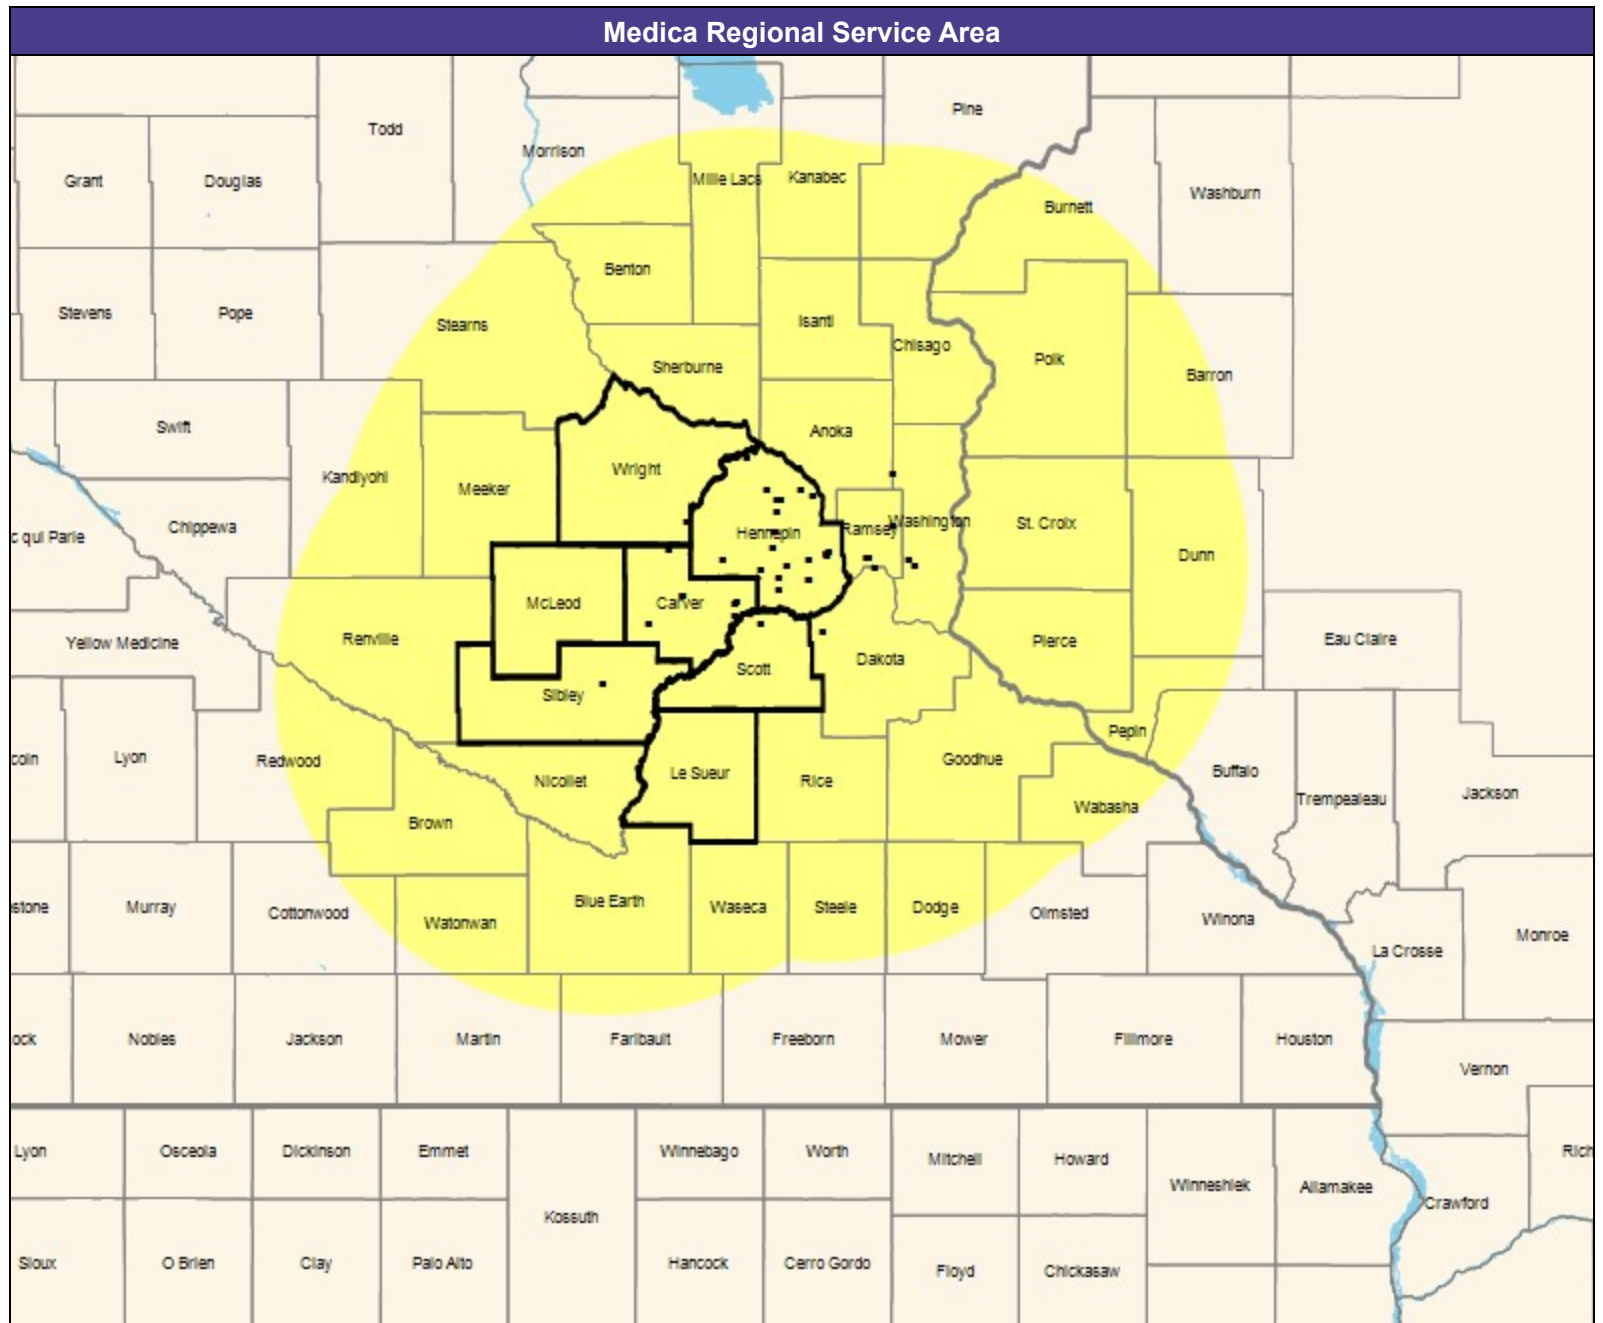 Medica Regional Service Area
Pine
Todd
Morrison
Grant
Douglas
Mille Lacs
Kanabec
Washburn
Burnett
Benton
Stevens
Pope
Stearns
Isanti
Chisago
Polk
Barron
Sherburne
Swift
Anoka
Kandiyohi
Meeker
Wright
c qui Parle
Chippewa
Hennepin
Ramsey
Washington
St. Croix
Dunn
McLeod
Carver
Yellow Medicine
Renville
Scott
Dakota
Pierce
Eau Claire
Sibley
coln
Lyon
Redwood
Nicollet
Le Sueur
Rice
Goodhue
Pepin
Buffalo
Trempealeau
Jackson
Brown
Wabasha
stone
Murray
Cottonwood
Watonwan
Blue Earth
Waseca
Steele
Dodge
Olmsted
Winona
La Crosse
Monroe
ock
Nobles
Jackson
Martin
Faribault
Freeborn
Mower
Fillmore
Houston
Vernon
Lyon
Osceola
Dickinson
Emmet
Winnebago
Worth
Mitchell
Howard
Winneshiek
Allamakee
Crawford
Rich
Kossuth
Sioux
O Brien
Clay
Palo Alto
Hancock
Cerro Gordo
Floyd
Chickasaw